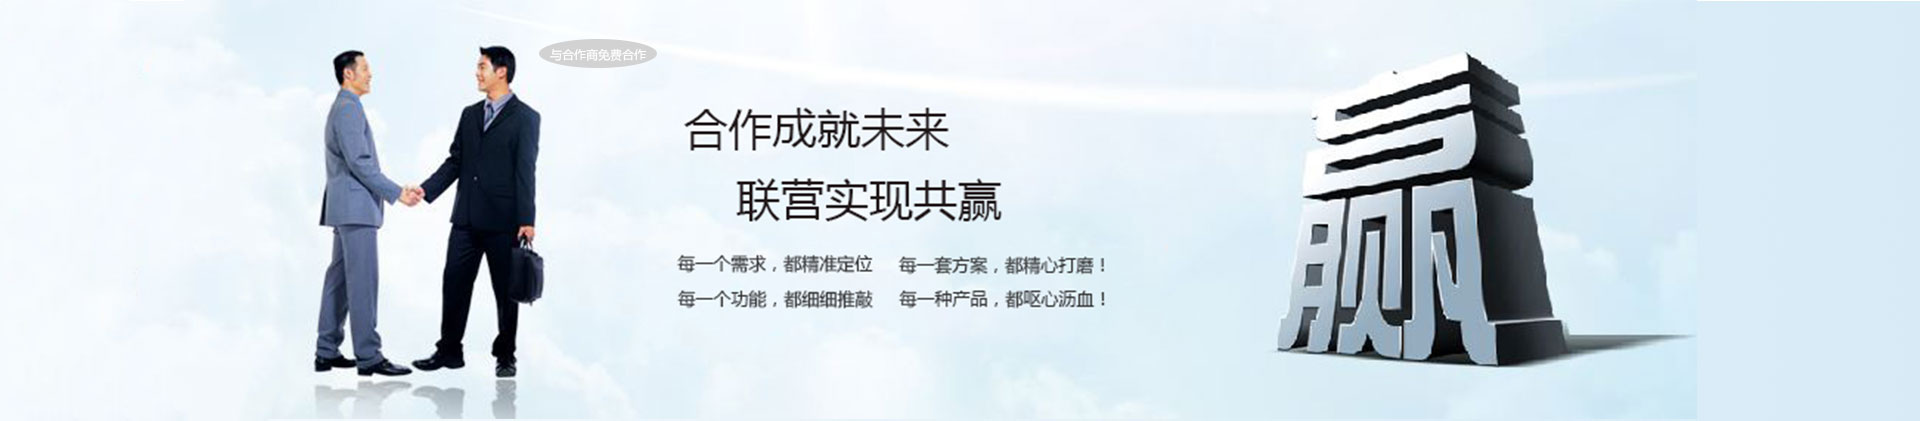 与合作商免费合作
合作成就未来
联营实现共赢
每一个需求，都精准定位 每一套方案，都精心打磨！
每一个功能，都细细推敲 每一种产品，都呕心沥血！
赢